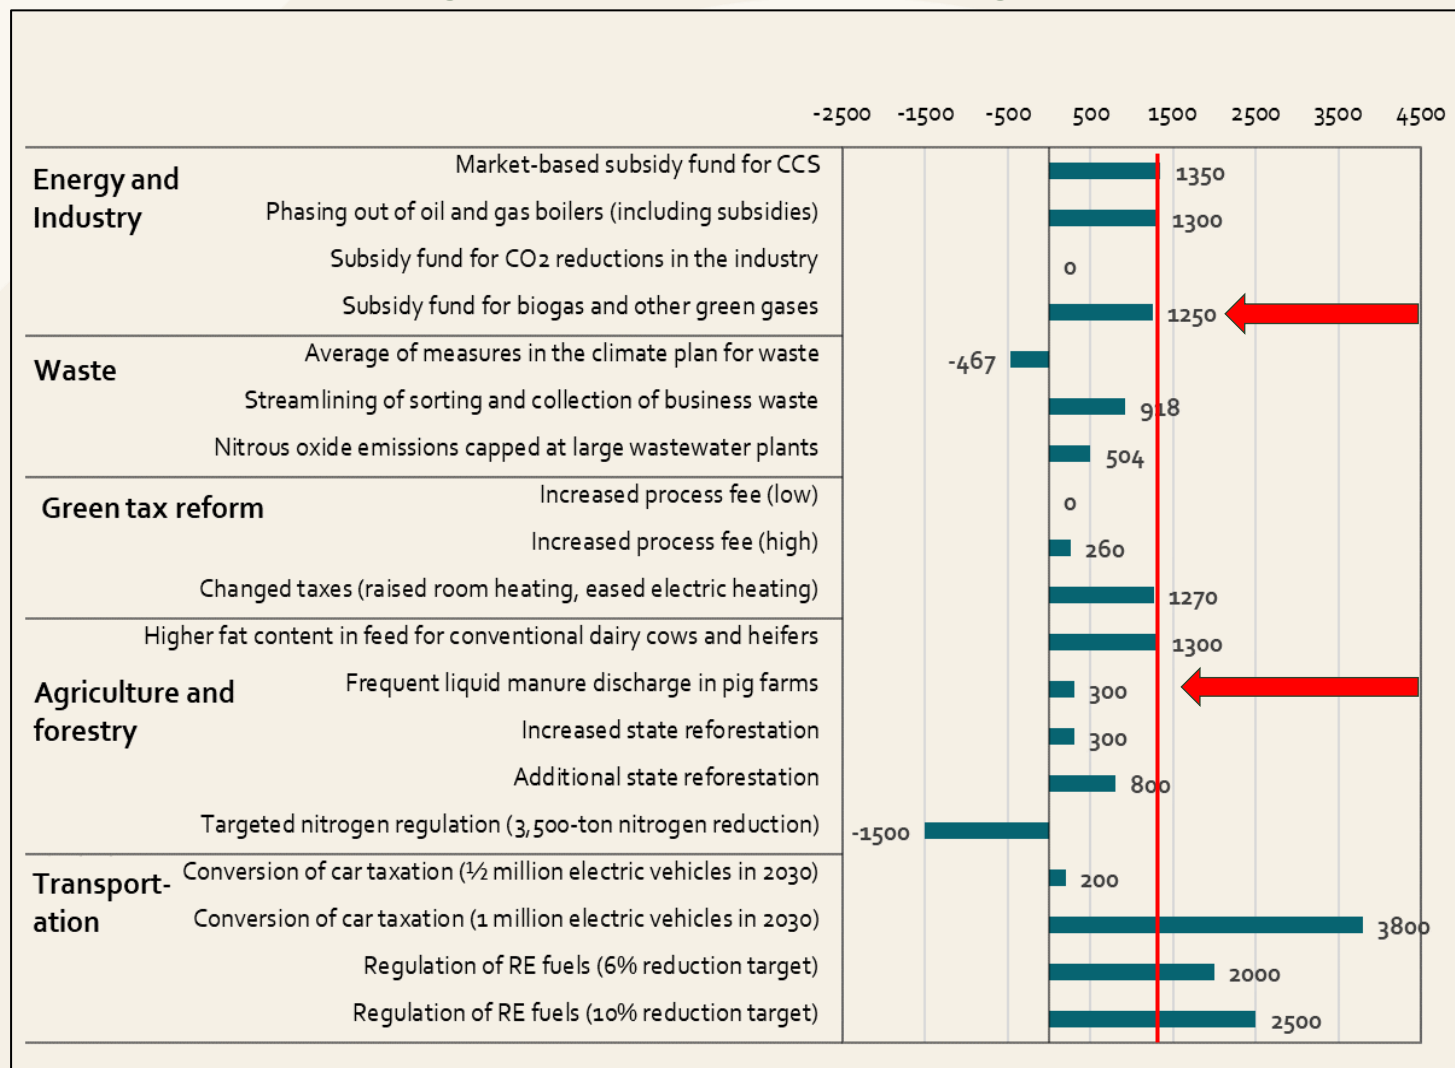 -2500 -1500 -500 500 1500 2500 3500 4500
Energy and
Industry
Market-based subsidy fund for CCS 1350
Phasing out of oil and gas boilers (including subsidies) 1300
Subsidy fund for CO2 reductions in the industry 0
Subsidy fund for biogas and other green gases 1250
Waste
Average of measures in the climate plan for waste -467
Streamlining of sorting and collection of business waste 918
Nitrous oxide emissions capped at large wastewater plants 504
Green tax reform
Increased process fee (low) 0
Increased process fee (high) 260
Changed taxes (raised room heating, eased electric heating) 1270
Agriculture and
forestry
Higher fat content in feed for conventional dairy cows and heifers 1300
Frequent liquid manure discharge in pig farms 300
Increased state reforestation 300
Additional state reforestation 800
Targeted nitrogen regulation (3,500-ton nitrogen reduction) -1500
Transport-
ation
Conversion of car taxation (½ million electric vehicles in 2030) 200
Conversion of car taxation (1 million electric vehicles in 2030) 3800
Regulation of RE fuels (6% reduction target) 2000
Regulation of RE fuels (10% reduction target) 2500